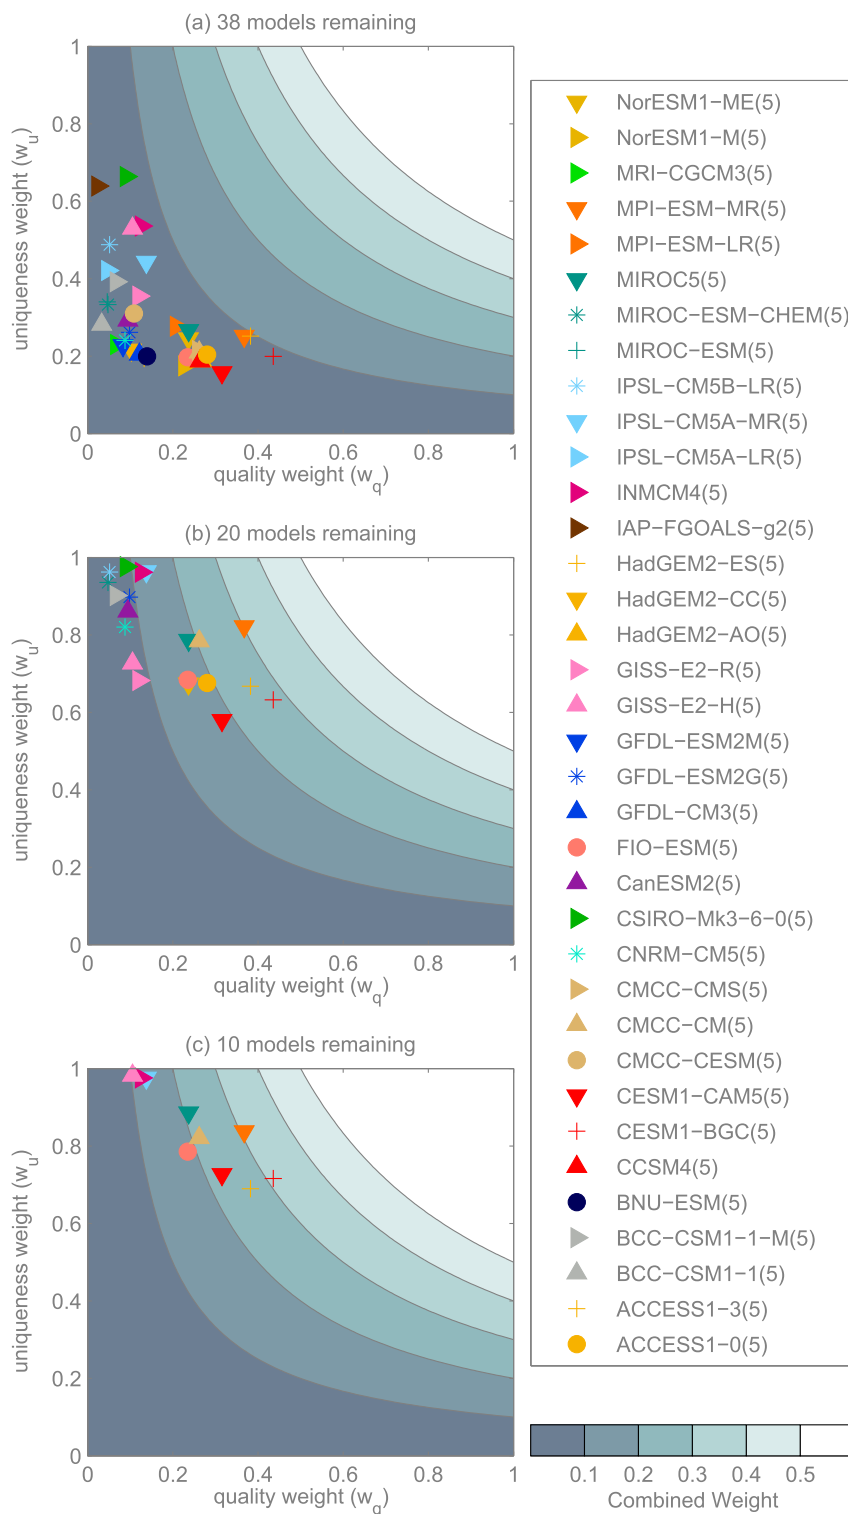 (a) 38 models remaining
1
0.8
0.6
0.4
0.2
0
0
0.2
0.4
0.6
0.8
1
uniqueness weight (w_u)
quality weight (w_q)
(b) 20 models remaining
1
0.8
0.6
0.4
0.2
0
0
0.2
0.4
0.6
0.8
1
uniqueness weight (w_u)
quality weight (w_q)
(c) 10 models remaining
1
0.8
0.6
0.4
0.2
0
0
0.2
0.4
0.6
0.8
1
uniqueness weight (w_u)
quality weight (w_q)
NorESM1−ME(5)
NorESM1−M(5)
MRI−CGCM3(5)
MPI−ESM−MR(5)
MPI−ESM−LR(5)
MIROC5(5)
MIROC−ESM−CHEM(5)
MIROC−ESM(5)
IPSL−CM5B−LR(5)
IPSL−CM5A−MR(5)
IPSL−CM5A−LR(5)
INMCM4(5)
IAP−FGOALS−g2(5)
HadGEM2−ES(5)
HadGEM2−CC(5)
HadGEM2−AO(5)
GISS−E2−R(5)
GISS−E2−H(5)
GFDL−ESM2M(5)
GFDL−ESM2G(5)
GFDL−CM3(5)
FIO−ESM(5)
CanESM2(5)
CSIRO−Mk3−6−0(5)
CNRM−CM5(5)
CMCC−CMS(5)
CMCC−CM(5)
CMCC−CESM(5)
CESM1−CAM5(5)
CESM1−BGC(5)
CCSM4(5)
BNU−ESM(5)
BCC−CSM1−1−M(5)
BCC−CSM1−1(5)
ACCESS1−3(5)
ACCESS1−0(5)
0.1 0.2 0.3 0.4 0.5
Combined Weight